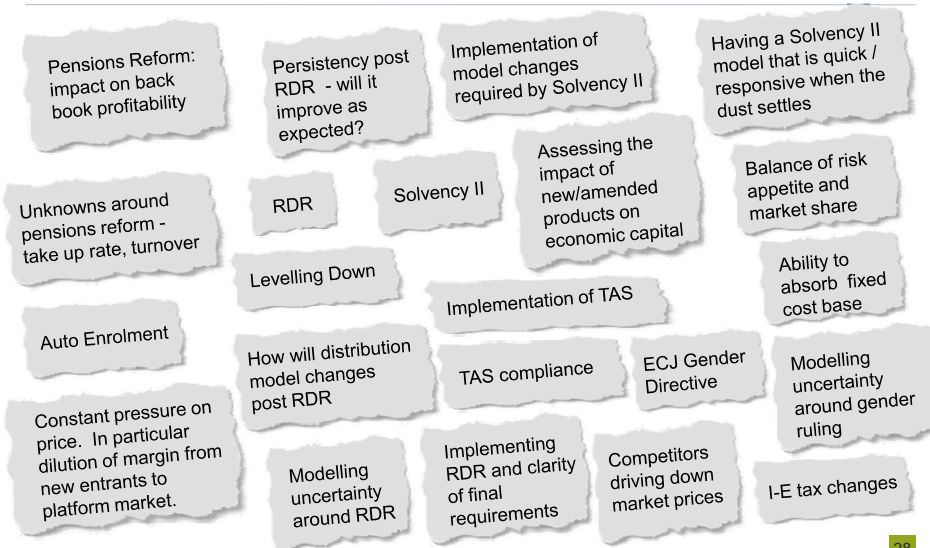 Pensions Reform:
impact on back
book profitability
Persistency post
RDR - will it
improve as
expected?
Implementation of
model changes
required by Solvency II
Having a Solvency II
model that is quick /
responsive when the
dust settles
Unknowns around
pensions reform -
take up rate, turnover
RDR
Solvency II
Assessing the
impact of
new/amended
products on
economic capital
Balance of risk
appetite and
market share
Levelling Down
Implementation of TAS
Ability to
absorb fixed
cost base
Auto Enrolment
How will distribution
model changes
post RDR
TAS compliance
ECJ Gender
Directive
Modelling
uncertainty
around gender
ruling
Constant pressure on
price. In particular
dilution of margin from
new entrants to
platform market.
Modelling
uncertainty
around RDR
Implementing
RDR and clarity
of final
requirements
Competitors
driving down
market prices
I-E tax changes
28